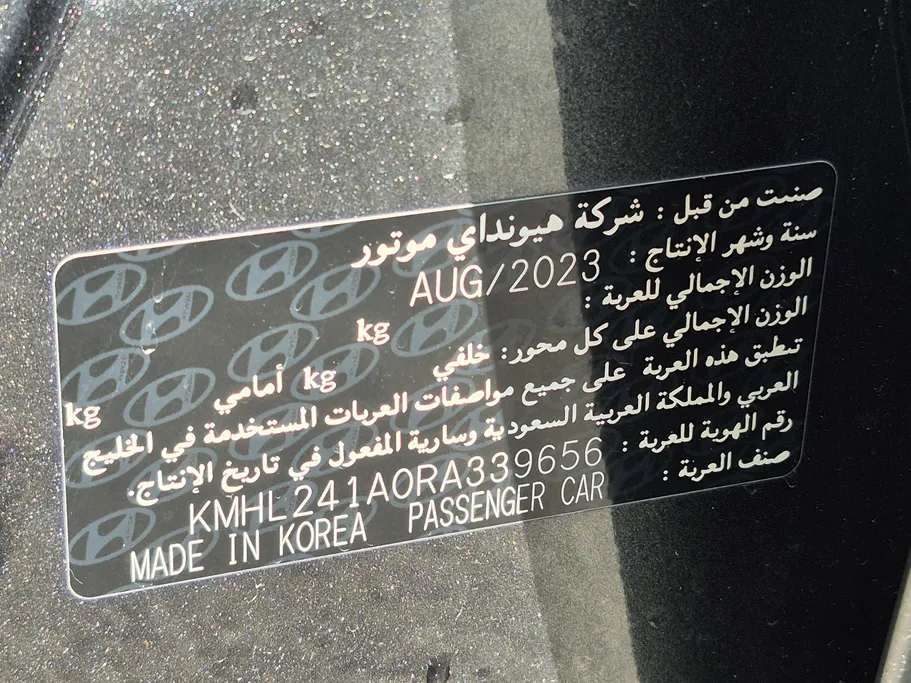 صنعت من قبل : شركة هيونداي موتور
سنة وشهر الإنتاج : AUG/2023
الوزن الإجمالي للعربة : kg
الوزن الإجمالي على كل محور: خلفي kg أمامي kg
تنطبق هذه العربة على جميع مواصفات العربات المستخدمة في الخليج
العربي والمملكة العربية السعودية وسارية المفعول في تاريخ الإنتاج.
رقم الهوية للعربة : KMHL241A0RA339656
صنف العربة : PASSENGER CAR MADE IN KOREA